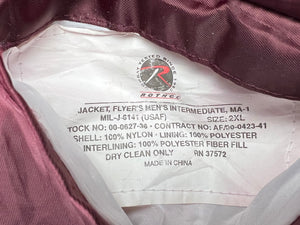 ROTHCO
JACKET, FLYER'S MEN'S INTERMEDIATE, MA-1
MIL-J-8141 (USAF) SIZE: 2XL
TOCK NO: 00-0627-36 • CONTRACT NO: AF/00-0423-41
SHELL: 100% NYLON • LINING: 100% POLYESTER
INTERLINING: 100% POLYESTER FIBER FILL
DRY CLEAN ONLY RN 37572
MADE IN CHINA